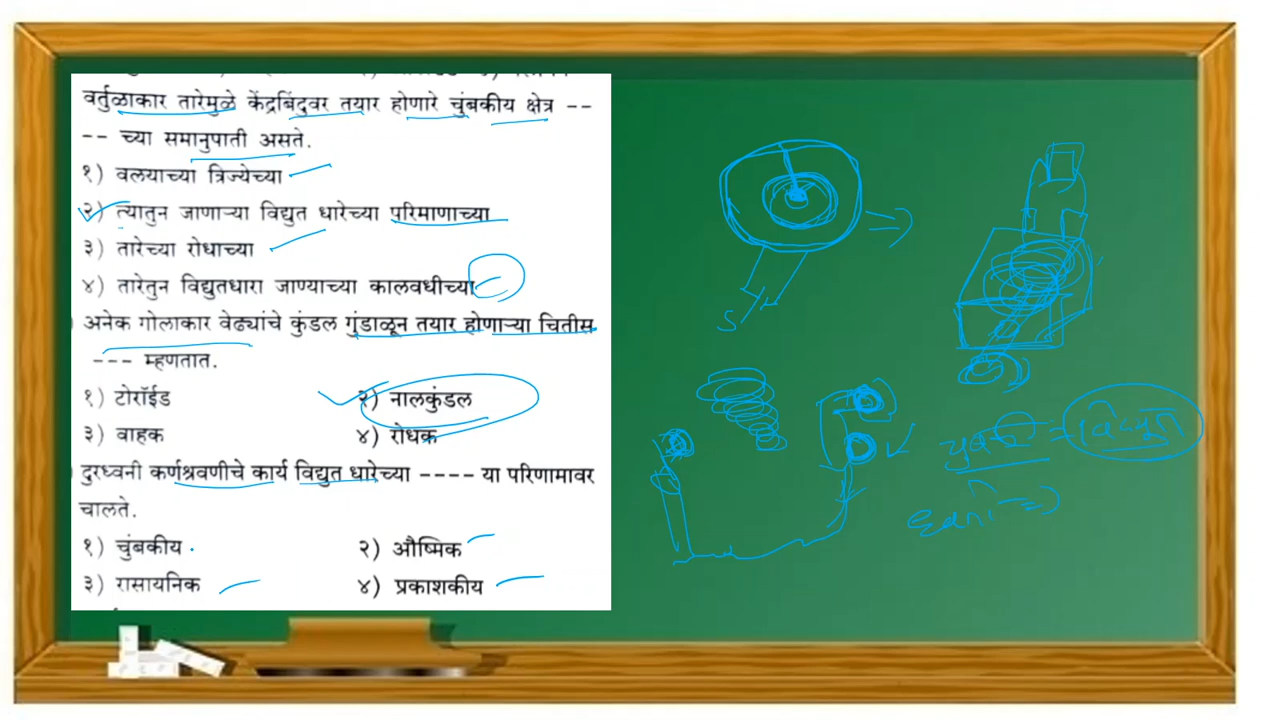 वर्तुळाकार तारेमुळे केंद्रबिंदुवर तयार होणारे चुंबकीय क्षेत्र --
-- च्या समानुपाती असते.
१) वलयाच्या त्रिज्येच्या
२) त्यातुन जाणाऱ्या विद्युत धारेच्या परिमाणाच्या
३) तारेच्या रोधाच्या
४) तारेतुन विद्युतधारा जाण्याच्या कालवधीच्या
अनेक गोलाकार वेढ्यांचे कुंडल गुंडाळून तयार होणाऱ्या चितीस
--- म्हणतात.
१) टोरॉईड २) नालकुंडल
३) वाहक ४) रोधक
दुरध्वनी कर्णश्रवणीचे कार्य विद्युत धारेच्या ---- या परिणामावर
चालते.
१) चुंबकीय २) औष्मिक
३) रासायनिक ४) प्रकाशकीय